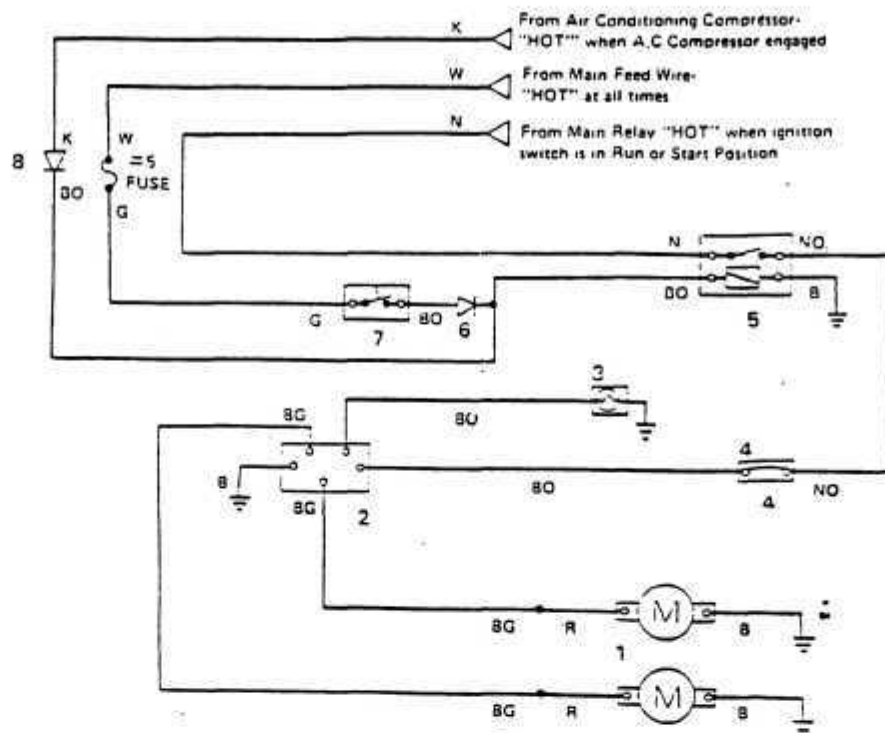 K
From Air Conditioning Compressor-
"HOT"" when A.C Compressor engaged
W
From Main Feed Wire-
"HOT" at all times
N
From Main Relay "HOT" when ignition
switch is in Run or Start Position
8
K
BO
W
=5
FUSE
G
N
NO
BO
B
5
G
7
BO
6
3
BO
BG
B
BG
2
BO
4
4
NO
BG
R
1
M
B
BG
R
M
B